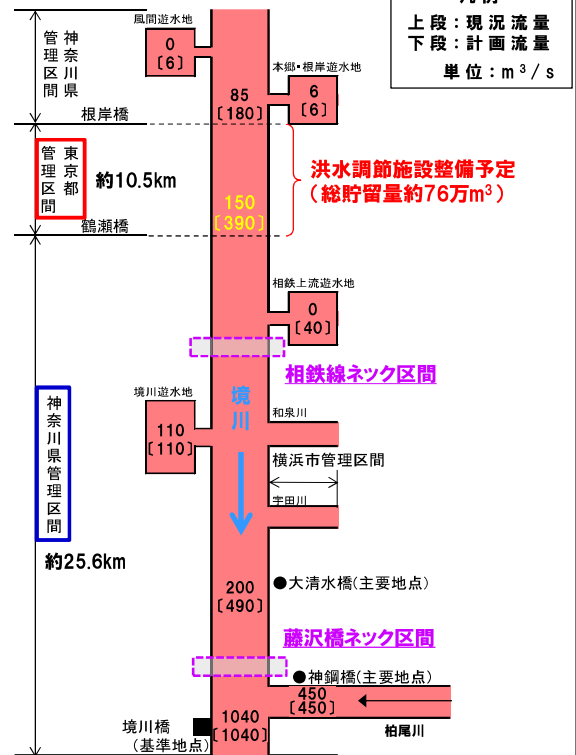 上段：現況流量
下段：計画流量
単位：m³/s
風間遊水地
0
[6]
神奈川県
管理区間
本郷・根岸遊水地
6
[6]
85
[180]
根岸橋
東京都
管理区間
約10.5km
洪水調節施設整備予定
（総貯留量約76万m³）
150
[390]
鶴瀬橋
相鉄上流遊水地
0
[40]
相鉄線ネック区間
境川遊水地
110
[110]
境川
和泉川
横浜市管理区間
宇田川
神奈川県管理区間
約25.6km
200
[490]
●大清水橋(主要地点)
藤沢橋ネック区間
●神鋼橋(主要地点)
450
[450]
柏尾川
境川橋
(基準地点)
1040
[1040]